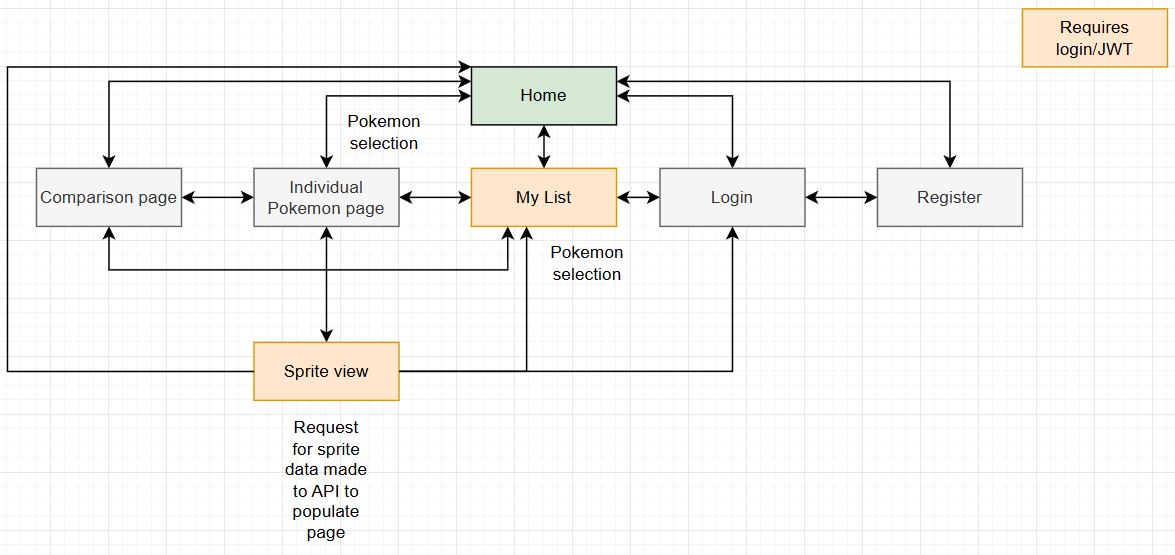 Requires
login/JWT
Home
Pokemon
selection
Comparison page
Individual
Pokemon page
My List
Login
Register
Pokemon
selection
Sprite view
Request
for sprite
data made
to API to
populate
page